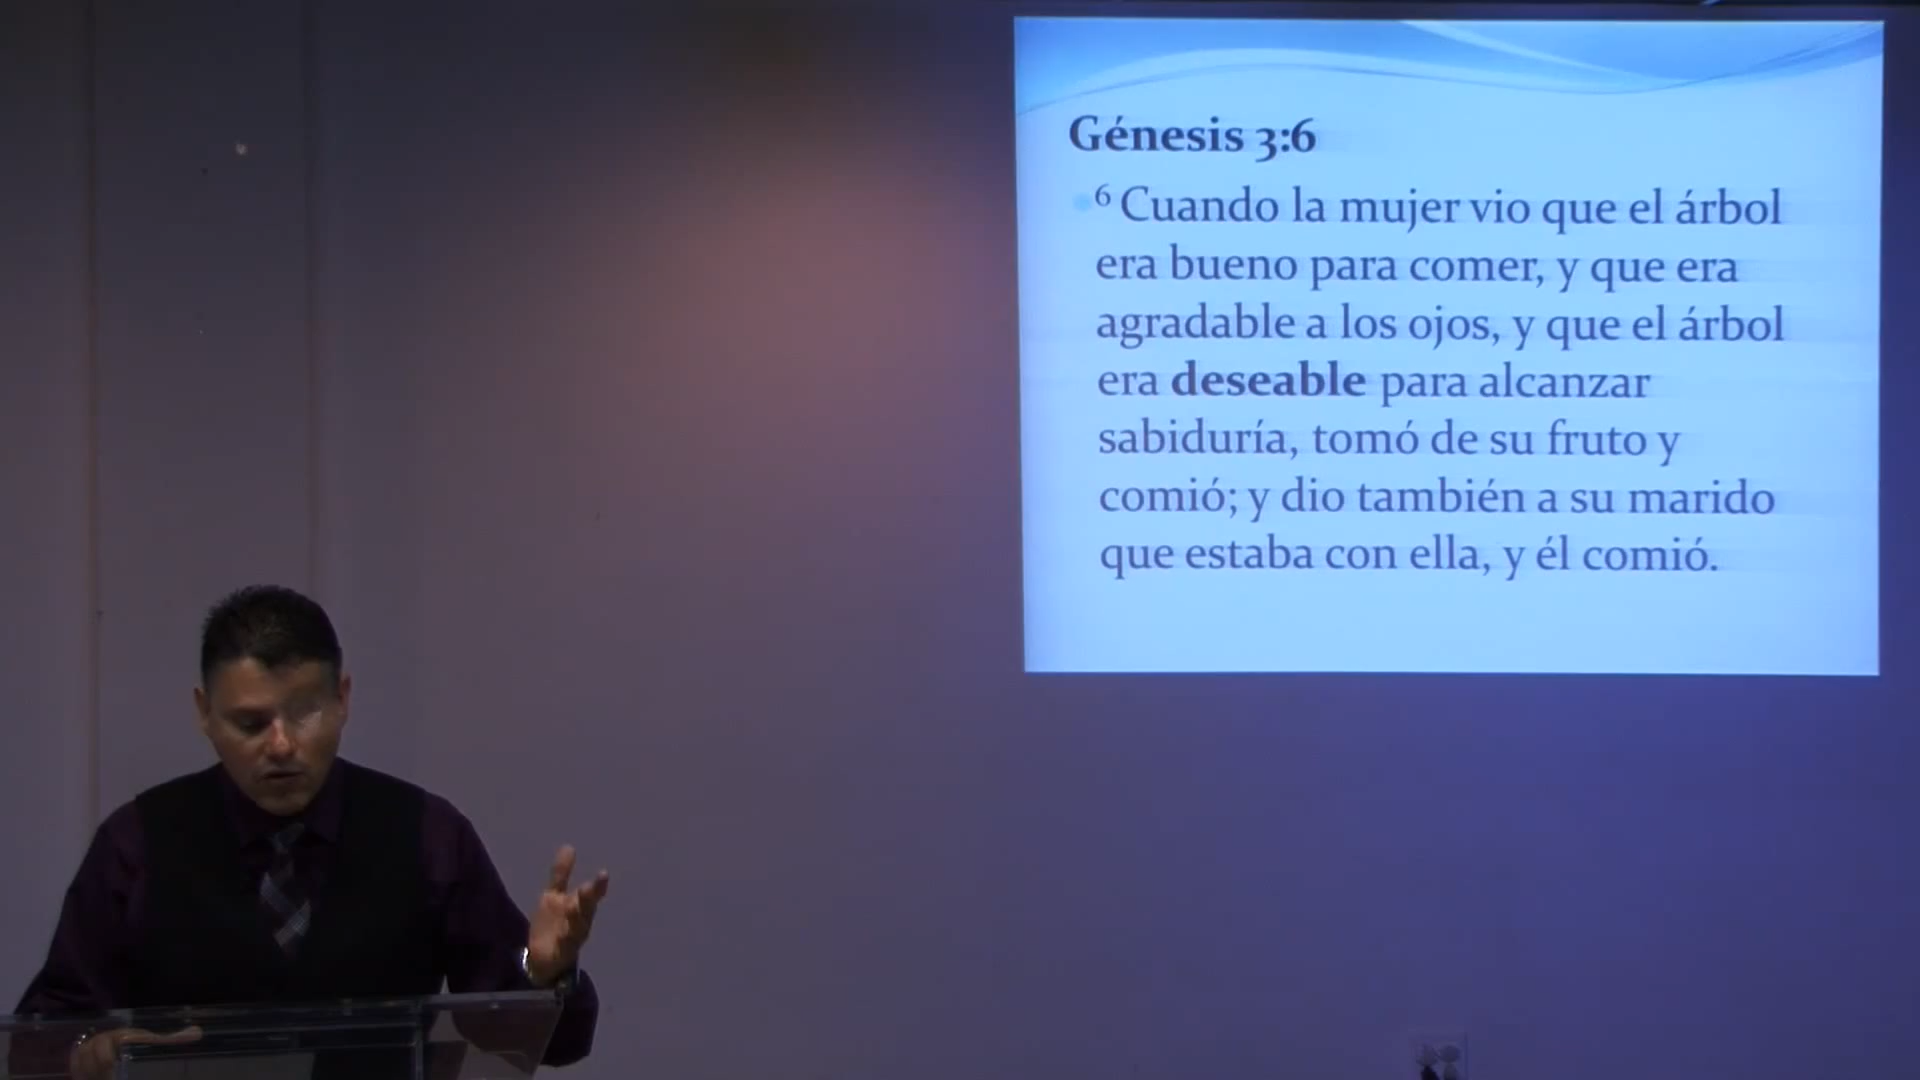 Génesis 3:6
6 Cuando la mujer vio que el árbol
era bueno para comer, y que era
agradable a los ojos, y que el árbol
era deseable para alcanzar
sabiduría, tomó de su fruto y
comió; y dio también a su marido
que estaba con ella, y él comió.